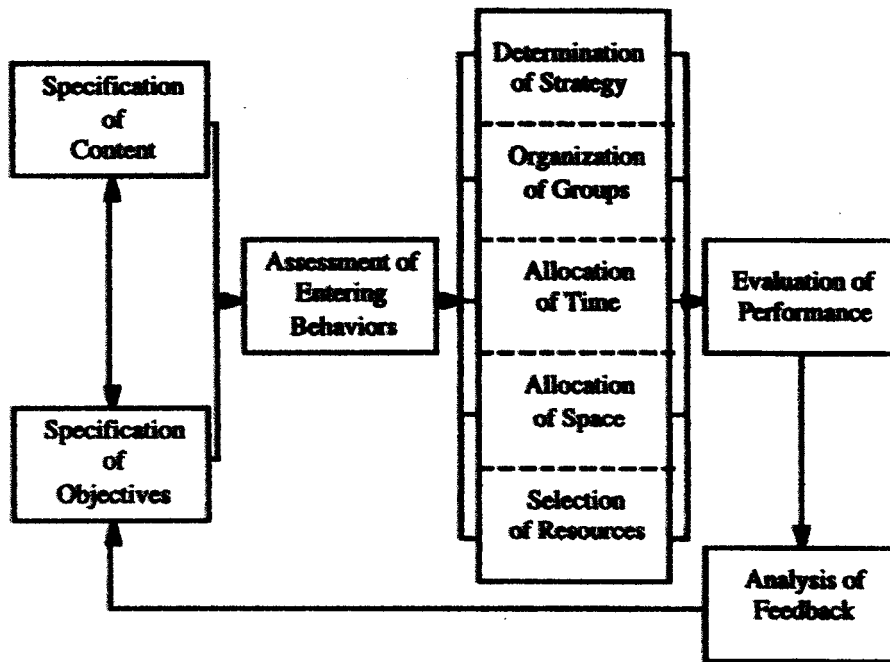 Specification
of
Content
Specification
of
Objectives
Assessment of
Entering
Behaviors
Determination
of Strategy
Organization
of Groups
Allocation
of Time
Allocation
of Space
Selection
of Resources
Evaluation of
Performance
Analysis of
Feedback